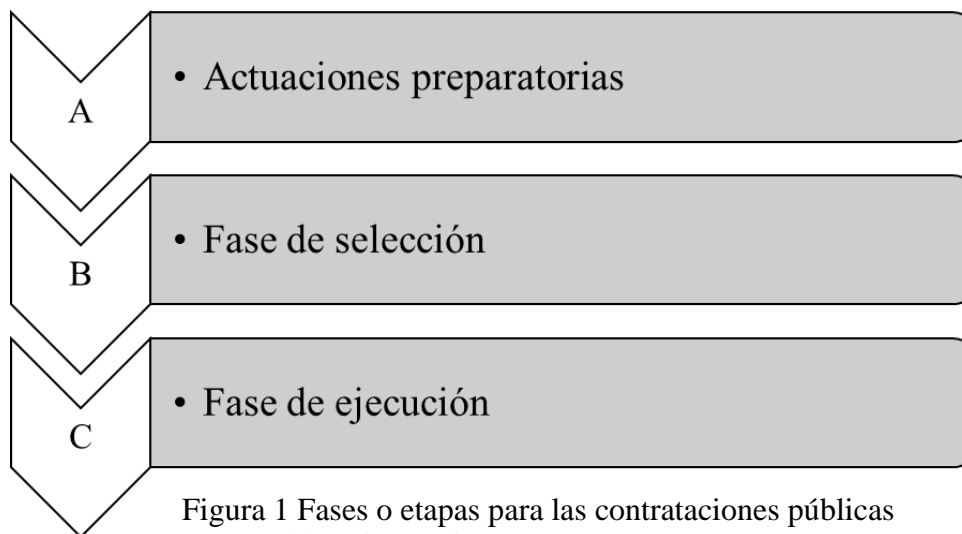 A
• Actuaciones preparatorias
B
• Fase de selección
C
• Fase de ejecución
Figura 1 Fases o etapas para las contrataciones públicas